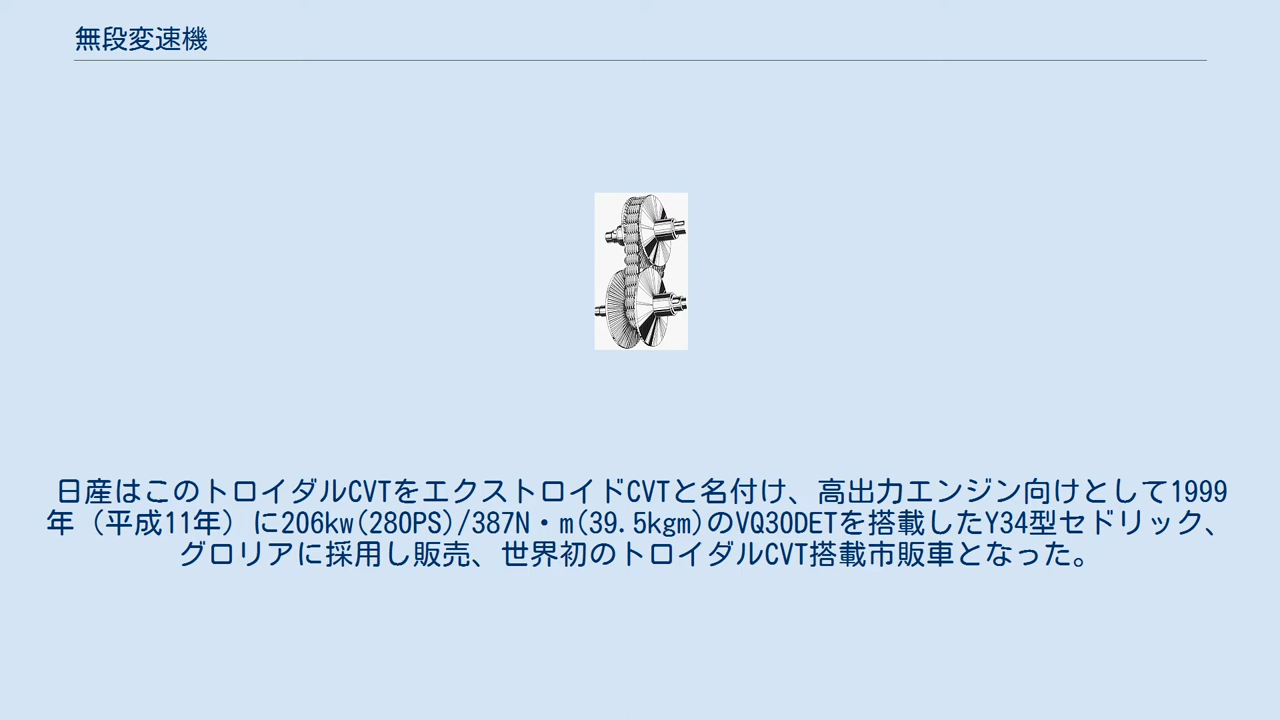 無段変速機
日産はこのトロイダルCVTをエクストロイドCVTと名付け、高出力エンジン向けとして1999
年（平成11年）に206kw(280PS)/387N・m(39.5kgm)のVQ30DETを搭載したY34型セドリック、
グロリアに採用し販売、世界初のトロイダルCVT搭載市販車となった。